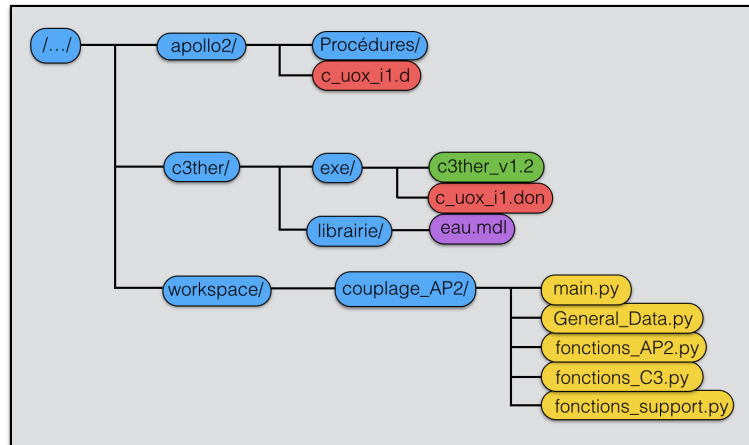 /.../
apollo2/
Procédures/
c_uox_i1.d
c3ther/
exe/
c3ther_v1.2
c_uox_i1.don
librairie/
eau.mdl
workspace/
couplage_AP2/
main.py
General_Data.py
fonctions_AP2.py
fonctions_C3.py
fonctions_support.py